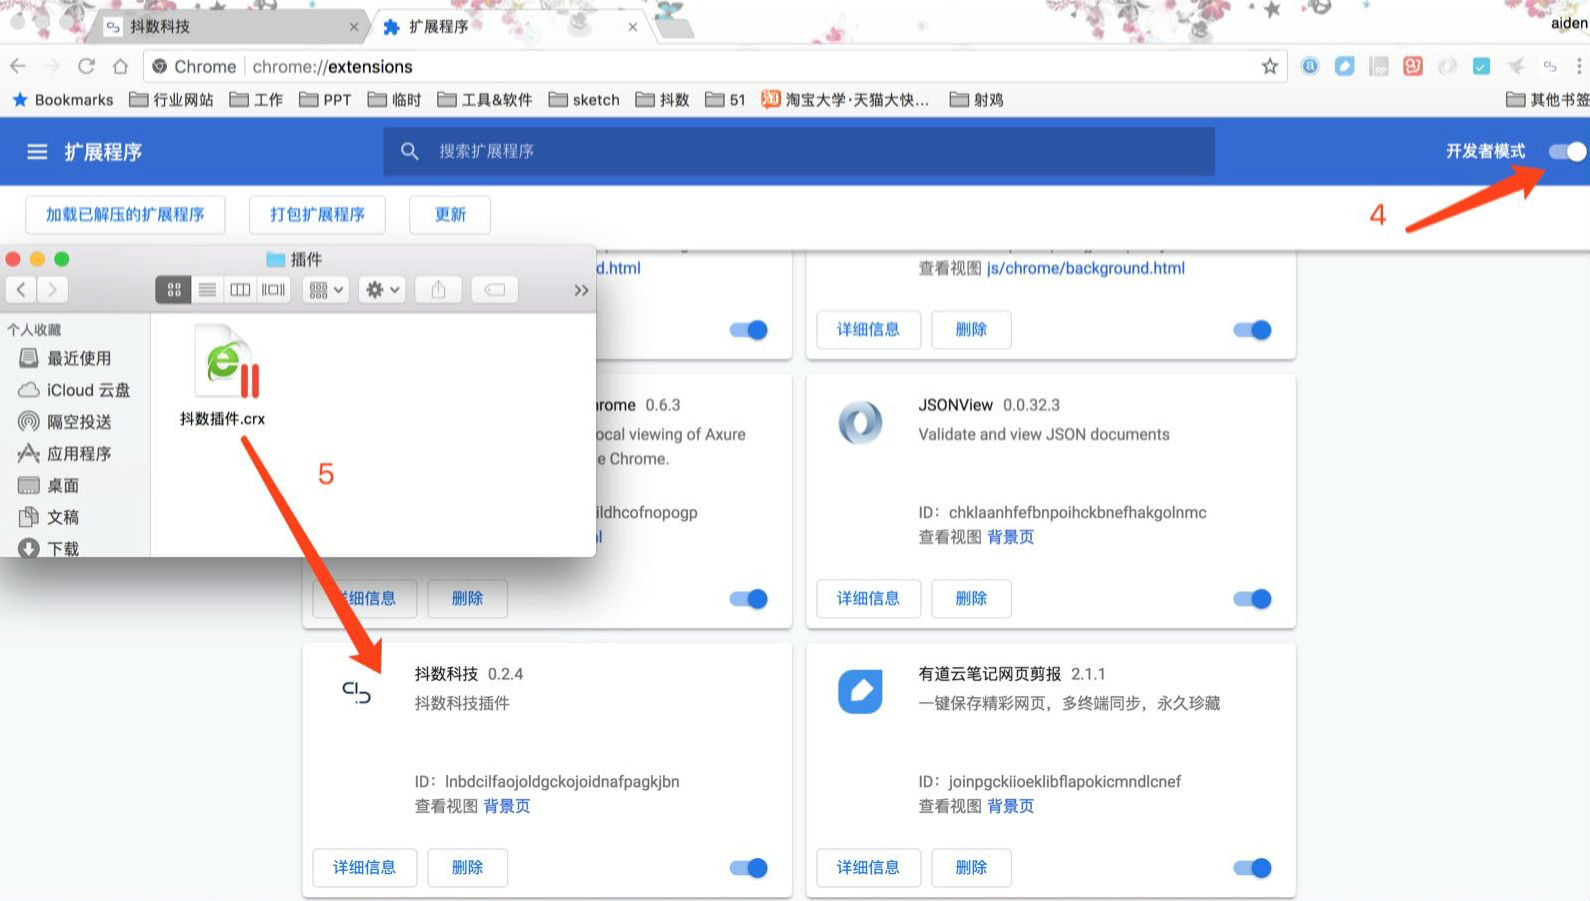 抖数科技
扩展程序
aiden
Chrome
chrome://extensions
Bookmarks
行业网站
工作
PPT
临时
工具&软件
sketch
抖数
51
淘宝大学·天猫大快...
射鸡
其他书签
扩展程序
搜索扩展程序
开发者模式
加载已解压的扩展程序
打包扩展程序
更新
4
插件
个人收藏
最近使用
iCloud 云盘
隔空投送
应用程序
桌面
文稿
下载
抖数插件.crx
5
d.html
查看视图 js/chrome/background.html
详细信息
删除
hrome 0.6.3
ocal viewing of Axure
e Chrome.
ildhcofnopogp
详细信息
删除
JSONView 0.0.32.3
Validate and view JSON documents
ID：chklaanhfefbnpoihckbnefhakgolnmc
查看视图 背景页
详细信息
删除
抖数科技 0.2.4
抖数科技插件
ID：lnbdcilfaojoldgckojoidnafpagkjbn
查看视图 背景页
详细信息
删除
有道云笔记网页剪报 2.1.1
一键保存精彩网页，多终端同步，永久珍藏
ID：joinpgckiioeklibflapokicmndlcnef
查看视图 背景页
详细信息
删除